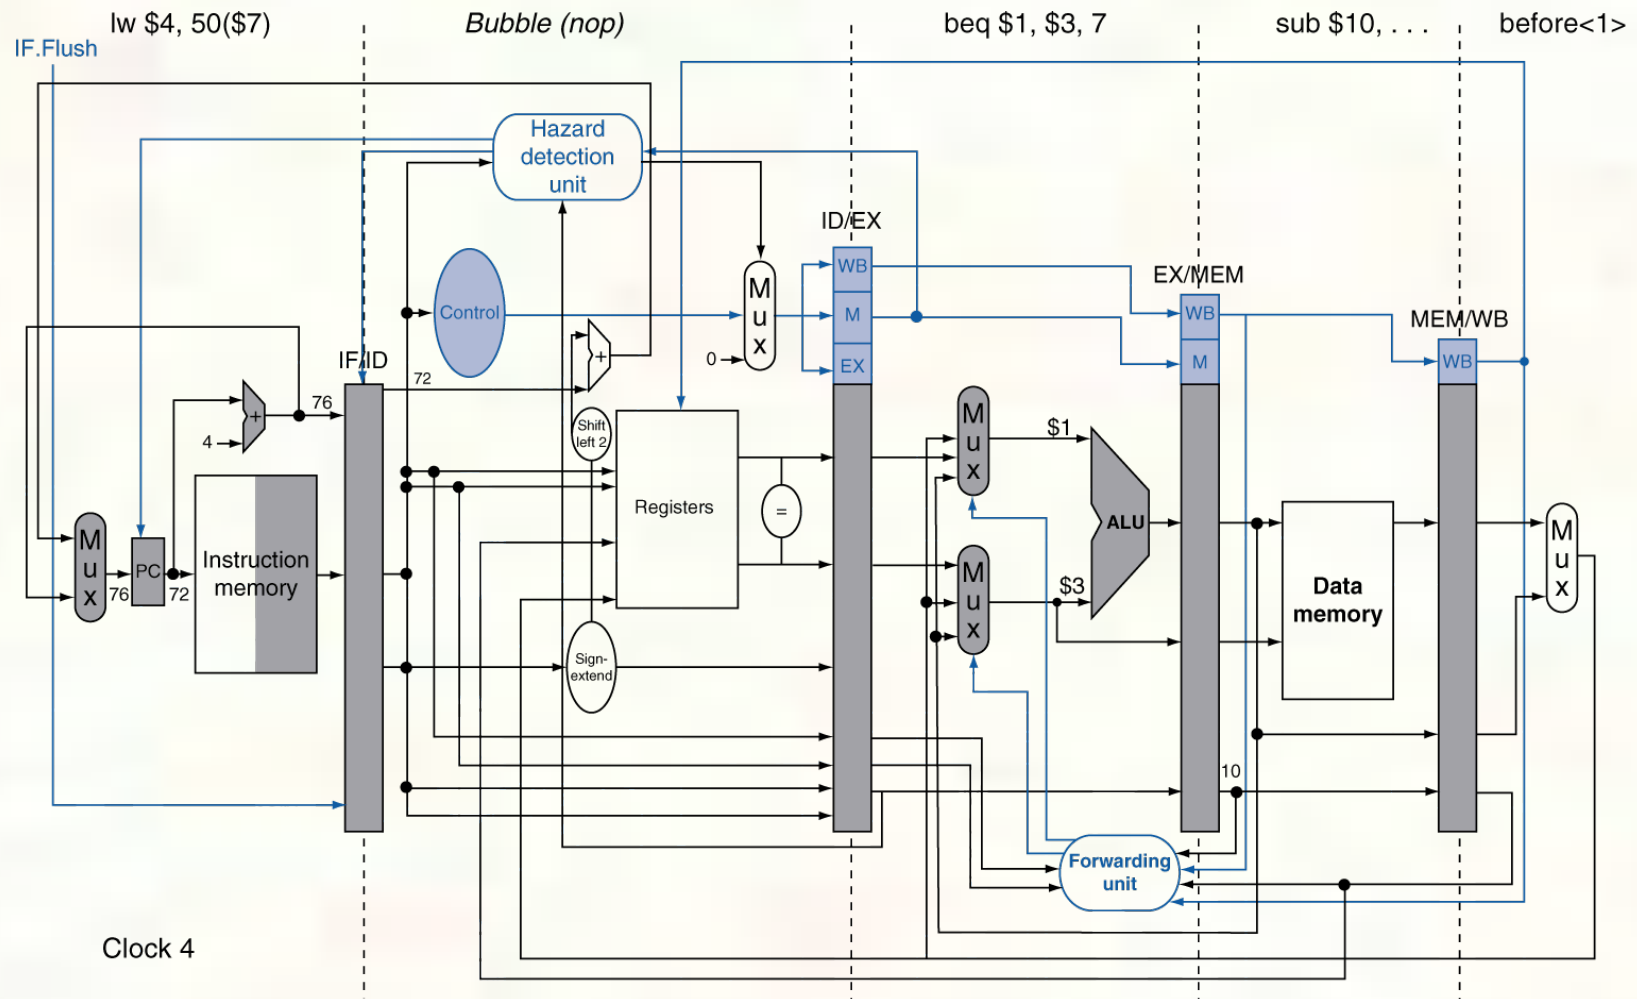 lw $4, 50($7)
Bubble (nop)
beq $1, $3, 7
sub $10, . . .
before<1>
IF.Flush
Hazard
detection
unit
ID/EX
WB
M
EX
Control
M
u
x
0
EX/MEM
WB
M
MEM/WB
WB
IF/ID
72
+
76
+
4
Shift
left 2
Registers
=
M
u
x
$1
ALU
M
u
x
76
PC
72
Instruction
memory
M
u
x
$3
Data
memory
M
u
x
Sign-
extend
10
Forwarding
unit
Clock 4